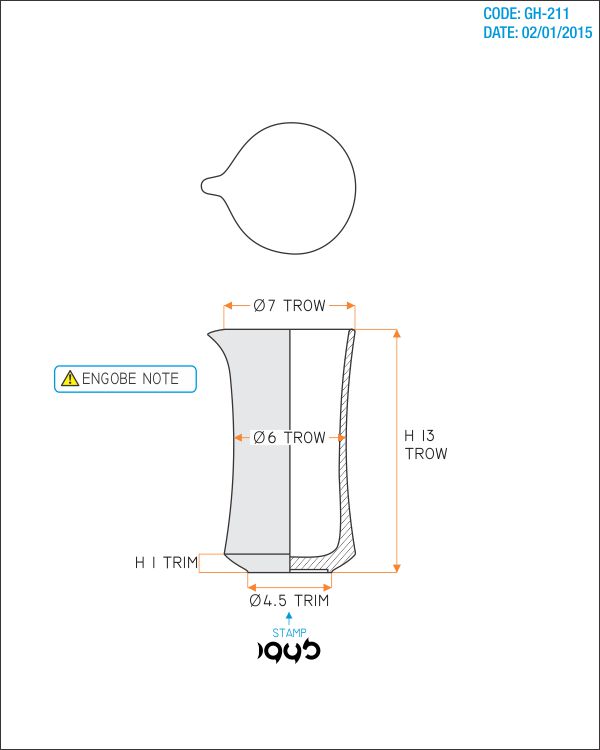 CODE: GH-211
DATE: 02/01/2015
Ø7 TROW
ENGOBE NOTE
Ø6 TROW
H 13
TROW
H 1 TRIM
Ø4.5 TRIM
STAMP